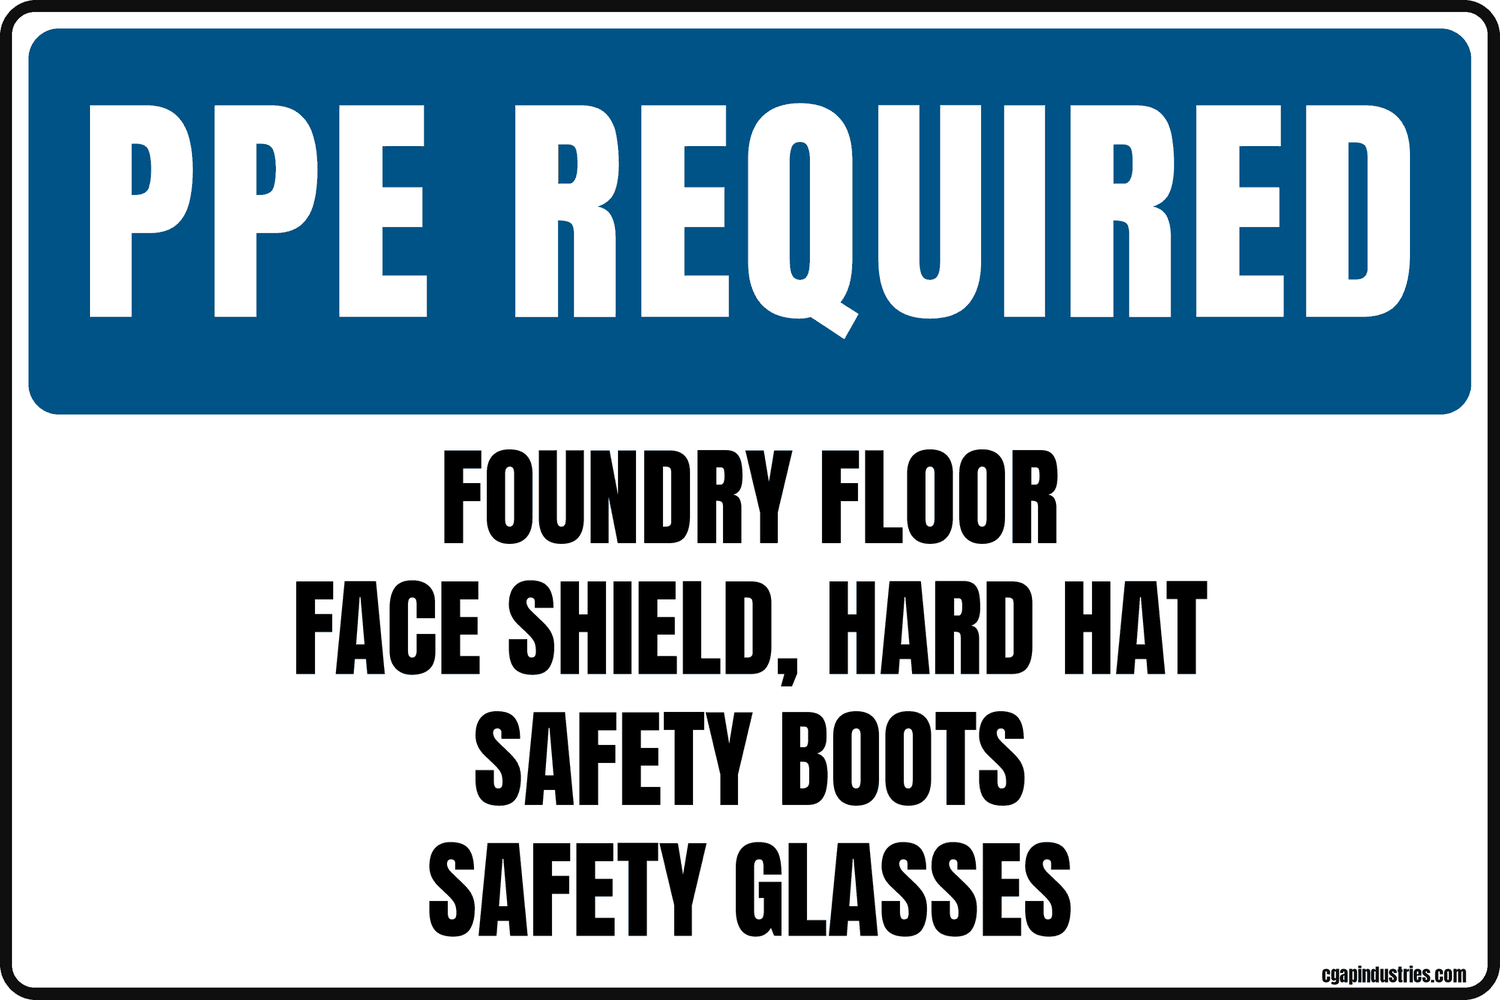 PPE REQUIRED
FOUNDRY FLOOR
FACE SHIELD, HARD HAT
SAFETY BOOTS
SAFETY GLASSES
cgapindustries.com